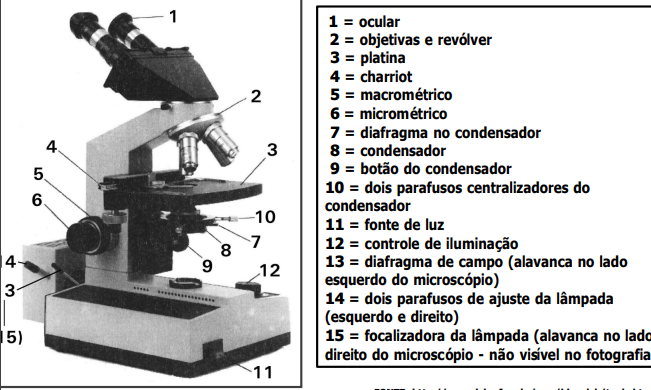 1
2
3
4
5
6
10
7
8
9
12
14
3
15)
11
1 = ocular
2 = objetivas e revólver
3 = platina
4 = charriot
5 = macrométrico
6 = micrométrico
7 = diafragma no condensador
8 = condensador
9 = botão do condensador
10 = dois parafusos centralizadores do
condensador
11 = fonte de luz
12 = controle de iluminação
13 = diafragma de campo (alavanca no lado
esquerdo do microscópio)
14 = dois parafusos de ajuste da lâmpada
(esquerdo e direito)
15 = focalizadora da lâmpada (alavanca no lado
direito do microscópio - não visível no fotografia